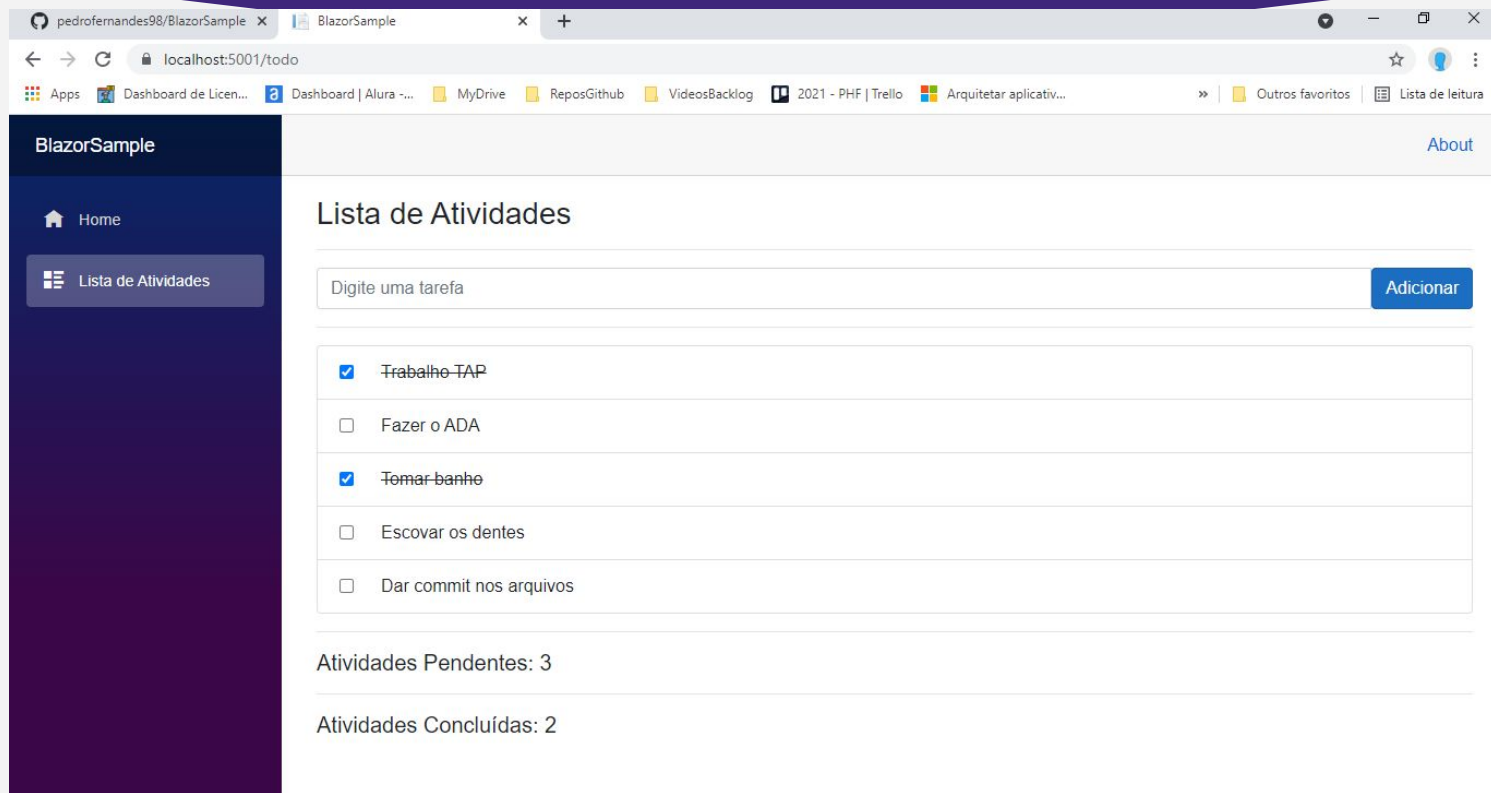 pedrofernandes98/BlazorSample
BlazorSample
localhost:5001/todo
Apps
Dashboard de Licen...
Dashboard | Alura -...
MyDrive
ReposGithub
VideosBacklog
2021 - PHF | Trello
Arquitetar aplicativ...
»
Outros favoritos
Lista de leitura
BlazorSample
About
Home
Lista de Atividades
Lista de Atividades
Digite uma tarefa
Adicionar
Trabalho TAP
Fazer o ADA
Tomar banho
Escovar os dentes
Dar commit nos arquivos
Atividades Pendentes: 3
Atividades Concluídas: 2